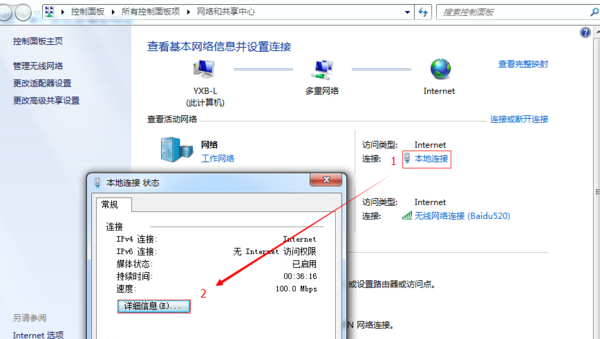 控制面板 ▸ 所有控制面板项 ▸ 网络和共享中心
搜索控制面板
控制面板主页
管理无线网络
更改适配器设置
更改高级共享设置
查看基本网络信息并设置连接
查看完整映射
YXB-L
(此计算机)
多重网络
Internet
查看活动网络
连接或断开连接
网络
工作网络
访问类型: Internet
连接: 1 本地连接
访问类型: Internet
连接: 无线网络连接 (Baidu520)
或设置路由器或访问点。
N 网络连接。
本地连接 状态
常规
连接
IPv4 连接: Internet
IPv6 连接: 无 Internet 访问权限
媒体状态: 已启用
持续时间: 00:36:16
速度: 100.0 Mbps
详细信息(E)...
2
另请参阅
Internet 选项